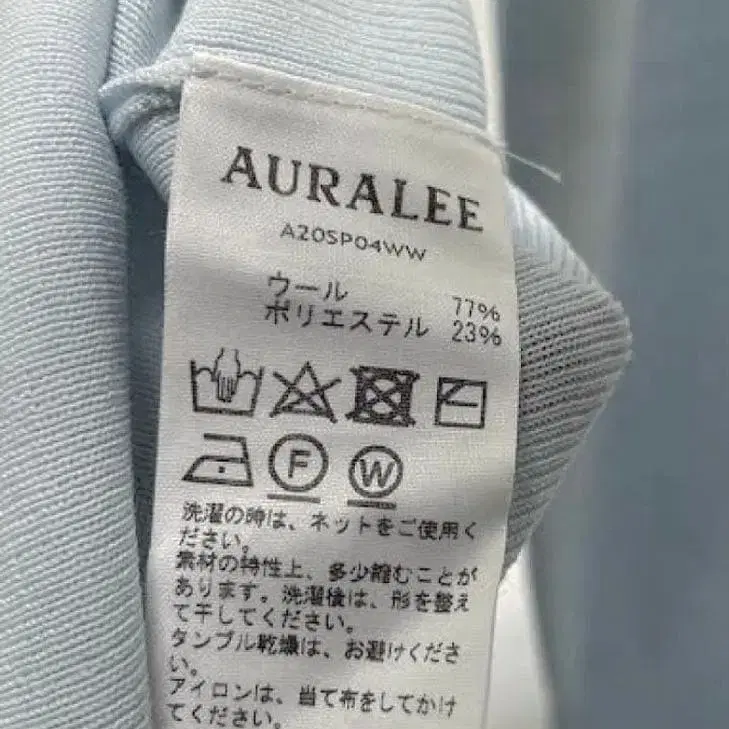 AURALEE
A20SP04WW
ウール 77%
ポリエステル 23%
F W
洗濯の時は、ネットをご使用く
ださい。
素材の特性上、多少縮むことが
あります。洗濯後は、形を整え
て干してください。
タンブル乾燥は、お避けくださ
い。
アイロンは、当て布をしてかけ
てください。